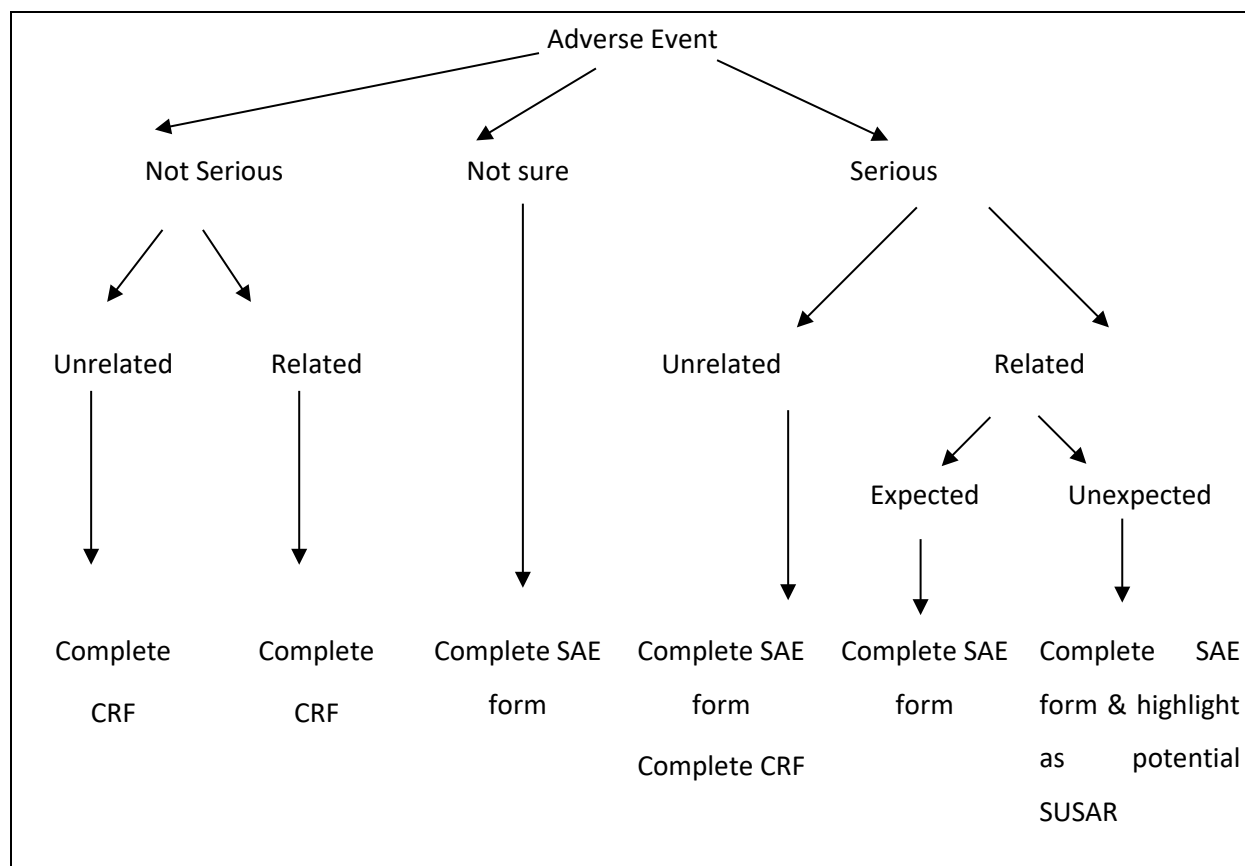 Adverse Event
Not Serious
Not sure
Serious
Unrelated
Related
Unrelated
Related
Expected
Unexpected
Complete
CRF
Complete
CRF
Complete SAE
form
Complete SAE
form
Complete CRF
Complete SAE
form
Complete SAE
form & highlight
as potential
SUSAR